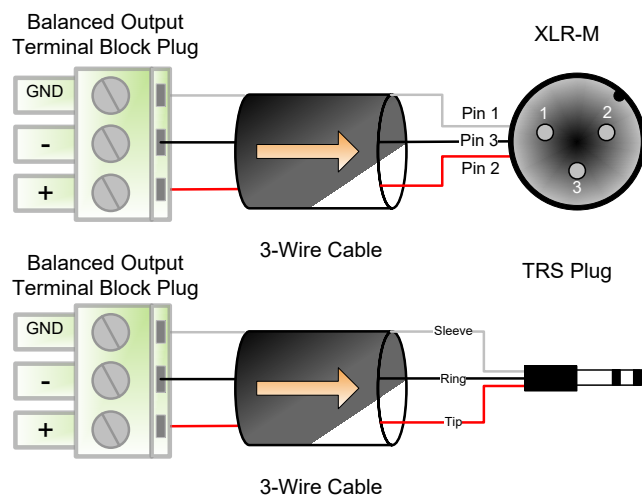 Balanced Output
Terminal Block Plug
XLR-M
GND
-
+
Pin 1
Pin 3
Pin 2
1
2
3
3-Wire Cable
Balanced Output
Terminal Block Plug
TRS Plug
GND
-
+
Sleeve
Ring
Tip
3-Wire Cable